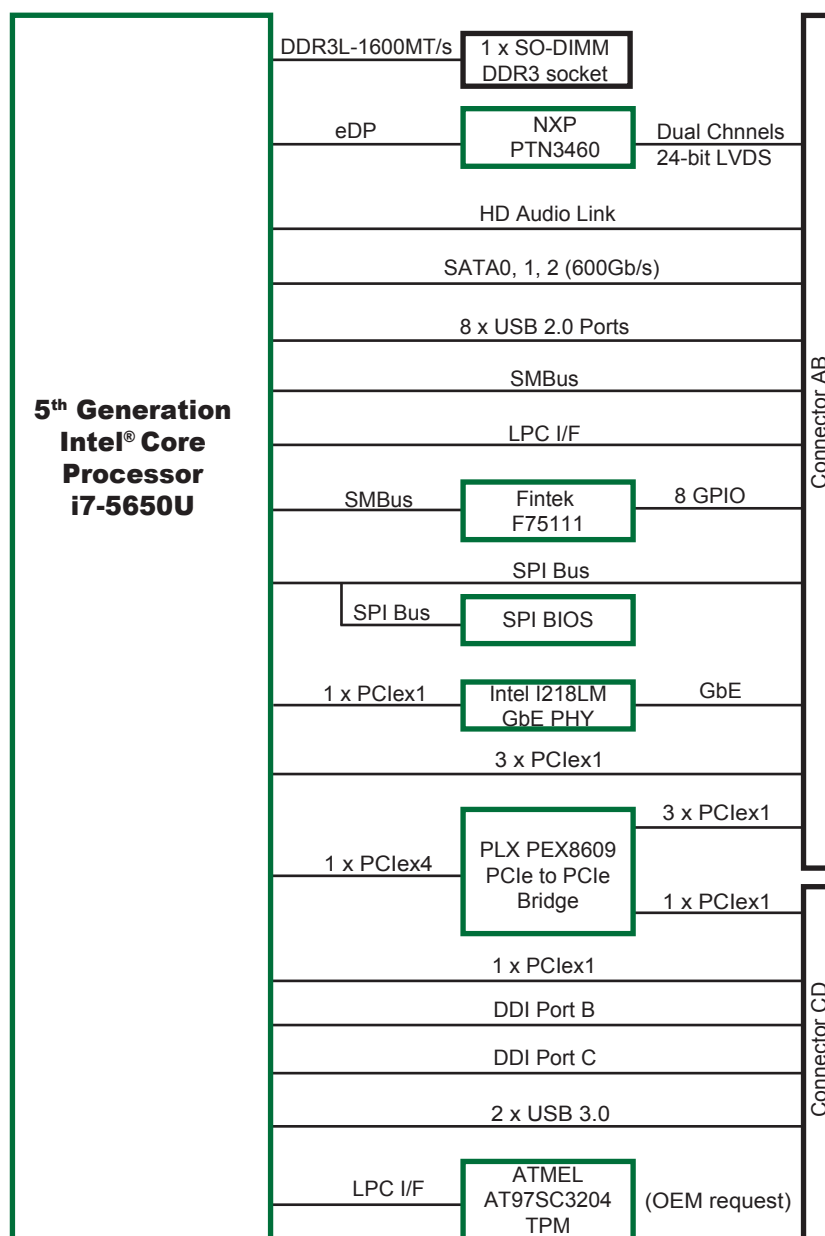 DDR3L-1600MT/s
1 x SO-DIMM
DDR3 socket
eDP
NXP
PTN3460
Dual Chnnels
24-bit LVDS
HD Audio Link
SATA0, 1, 2 (600Gb/s)
8 x USB 2.0 Ports
SMBus
LPC I/F
5th Generation
Intel® Core
Processor
i7-5650U
SMBus
Fintek
F75111
8 GPIO
SPI Bus
SPI Bus
SPI BIOS
1 x PCIex1
Intel I218LM
GbE PHY
GbE
3 x PCIex1
1 x PCIex4
PLX PEX8609
PCIe to PCIe
Bridge
3 x PCIex1
1 x PCIex1
Connector AB
1 x PCIex1
DDI Port B
DDI Port C
2 x USB 3.0
LPC I/F
ATMEL
AT97SC3204
TPM
(OEM request)
Connector CD